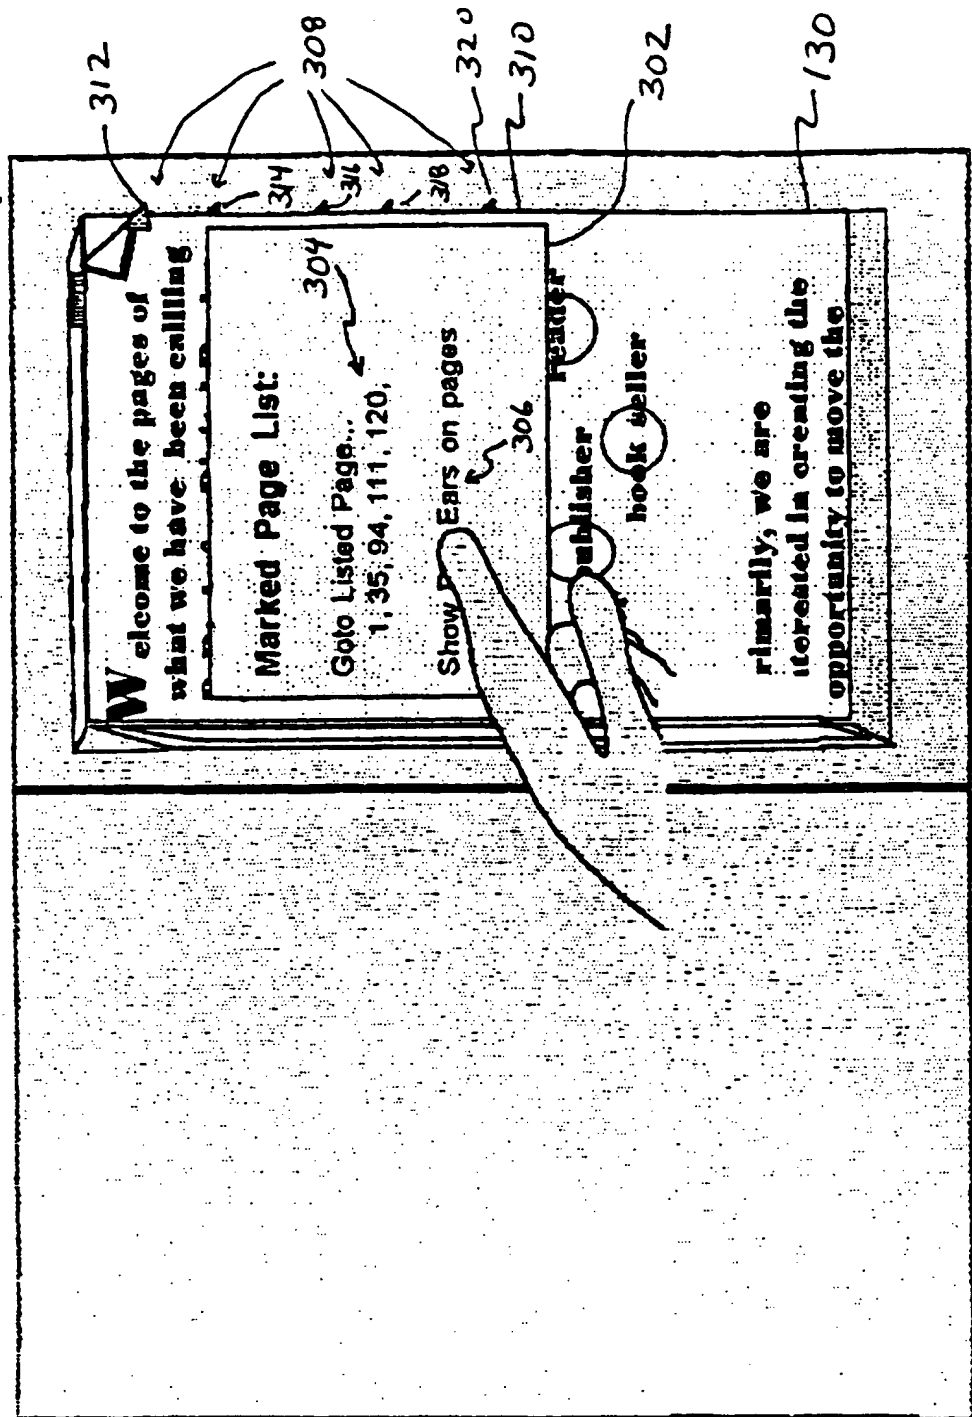 312
308
314
316
318
320
310
302
130
W
elcome to the pages of
what we have been callling
Marked Page List:
304
Goto Listed Page...
1, 35, 94, 111, 120,
Show Ears on pages
306
reader
publisher
book seller
rimarily, we are
iterested in creating the
opportunity to move the